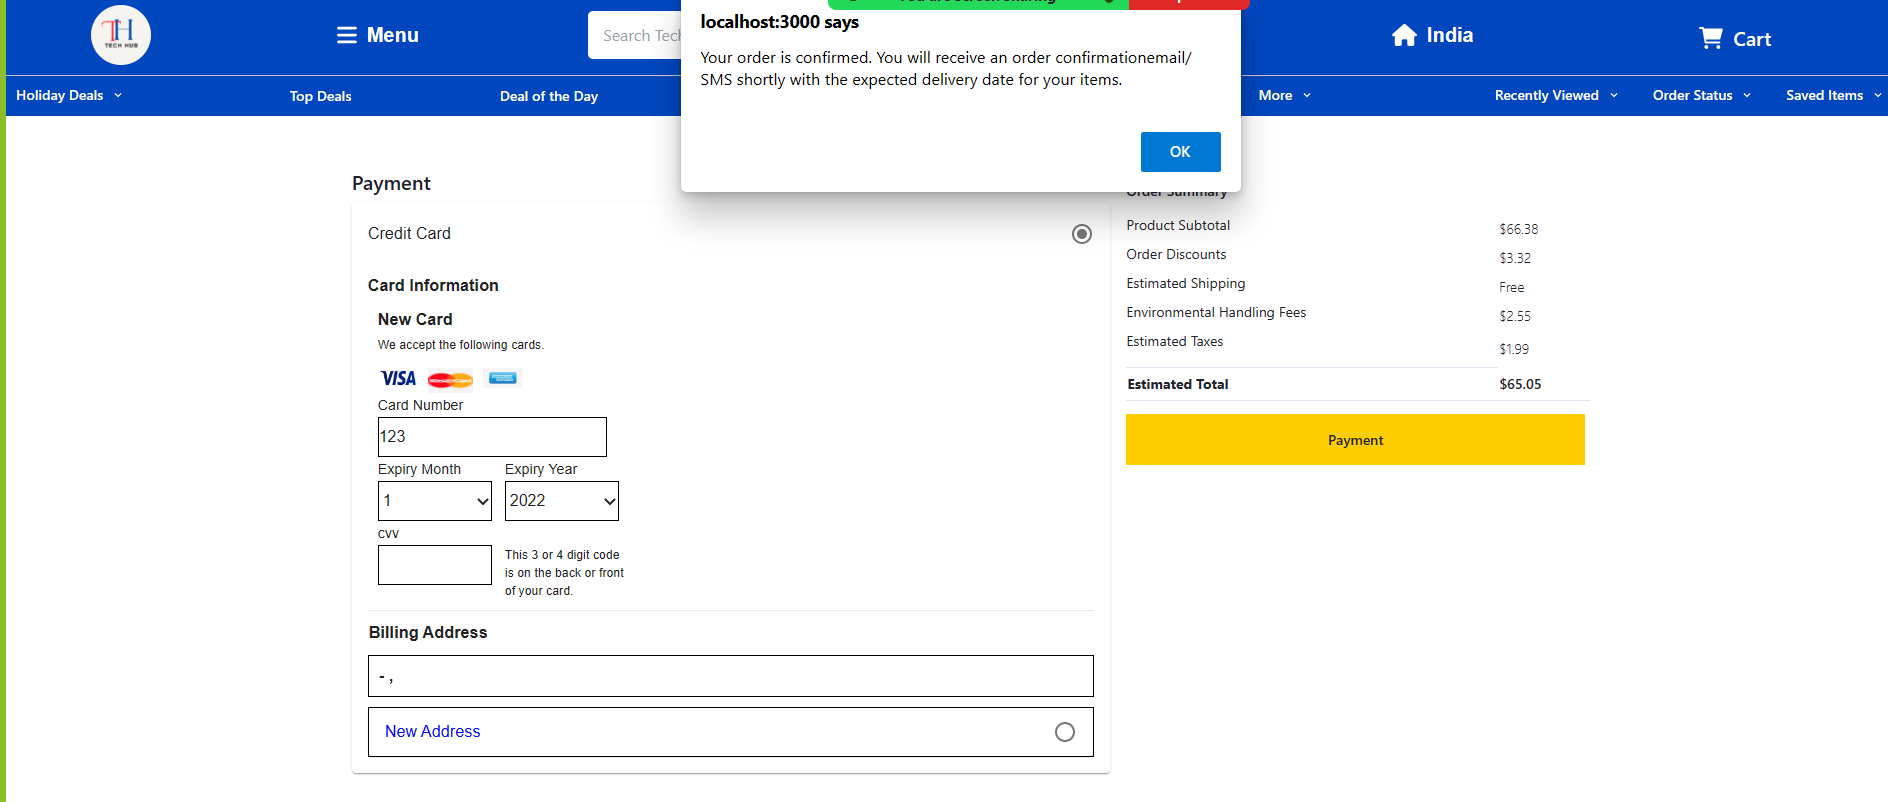 localhost:3000 says
Your order is confirmed. You will receive an order confirmationemail/
SMS shortly with the expected delivery date for your items.
OK
TH
TECH HUB
Menu
Search Tec
India
Cart
Holiday Deals
Top Deals
Deal of the Day
More
Recently Viewed
Order Status
Saved Items
Payment
Credit Card
Card Information
New Card
We accept the following cards.
VISA
Card Number
123
Expiry Month Expiry Year
1 2022
cvv
This 3 or 4 digit code
is on the back or front
of your card.
Billing Address
- ,
New Address
Order Summary
Product Subtotal $66.38
Order Discounts $3.32
Estimated Shipping Free
Environmental Handling Fees $2.55
Estimated Taxes $1.99
Estimated Total $65.05
Payment